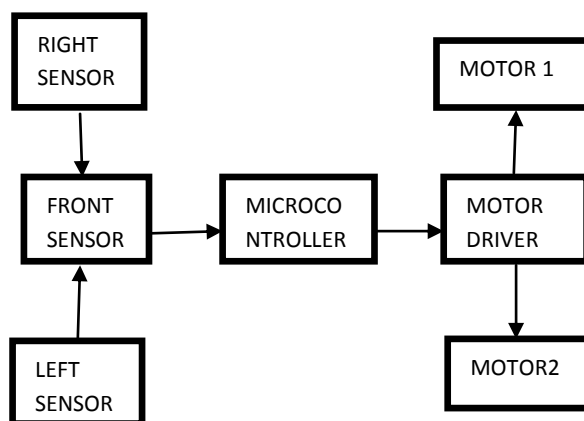 RIGHT
SENSOR
MOTOR 1
FRONT
SENSOR
MICROCO
NTROLLER
MOTOR
DRIVER
LEFT
SENSOR
MOTOR2